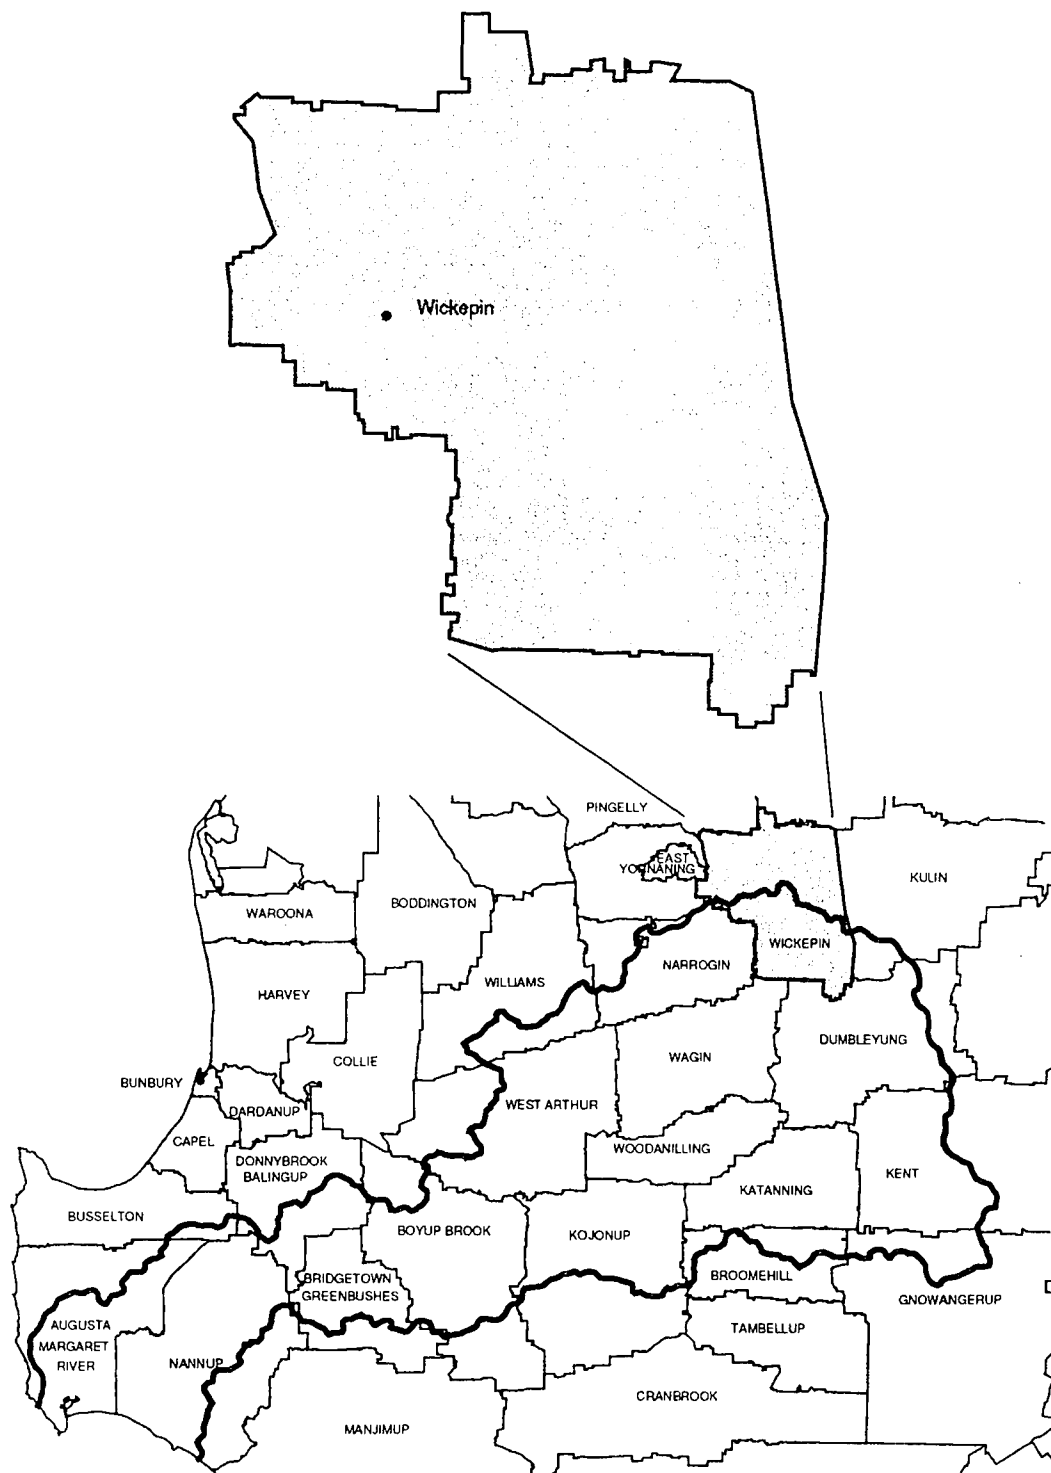 Wickepin
PINGELLY
EAST
YORNANING
KULIN
BODDINGTON
WAROONA
WICKEPIN
NARROGIN
WILLIAMS
HARVEY
DUMBLEYUNG
WAGIN
COLLIE
BUNBURY
WEST ARTHUR
DARDANUP
CAPEL
WOODANILLING
DONNYBROOK
BALINGUP
KENT
KATANNING
BUSSELTON
BOYUP BROOK
KOJONUP
BRIDGETOWN
GREENBUSHES
BROOMEHILL
GNOWANGERUP
AUGUSTA
MARGARET
RIVER
TAMBELLUP
NANNUP
CRANBROOK
MANJIMUP